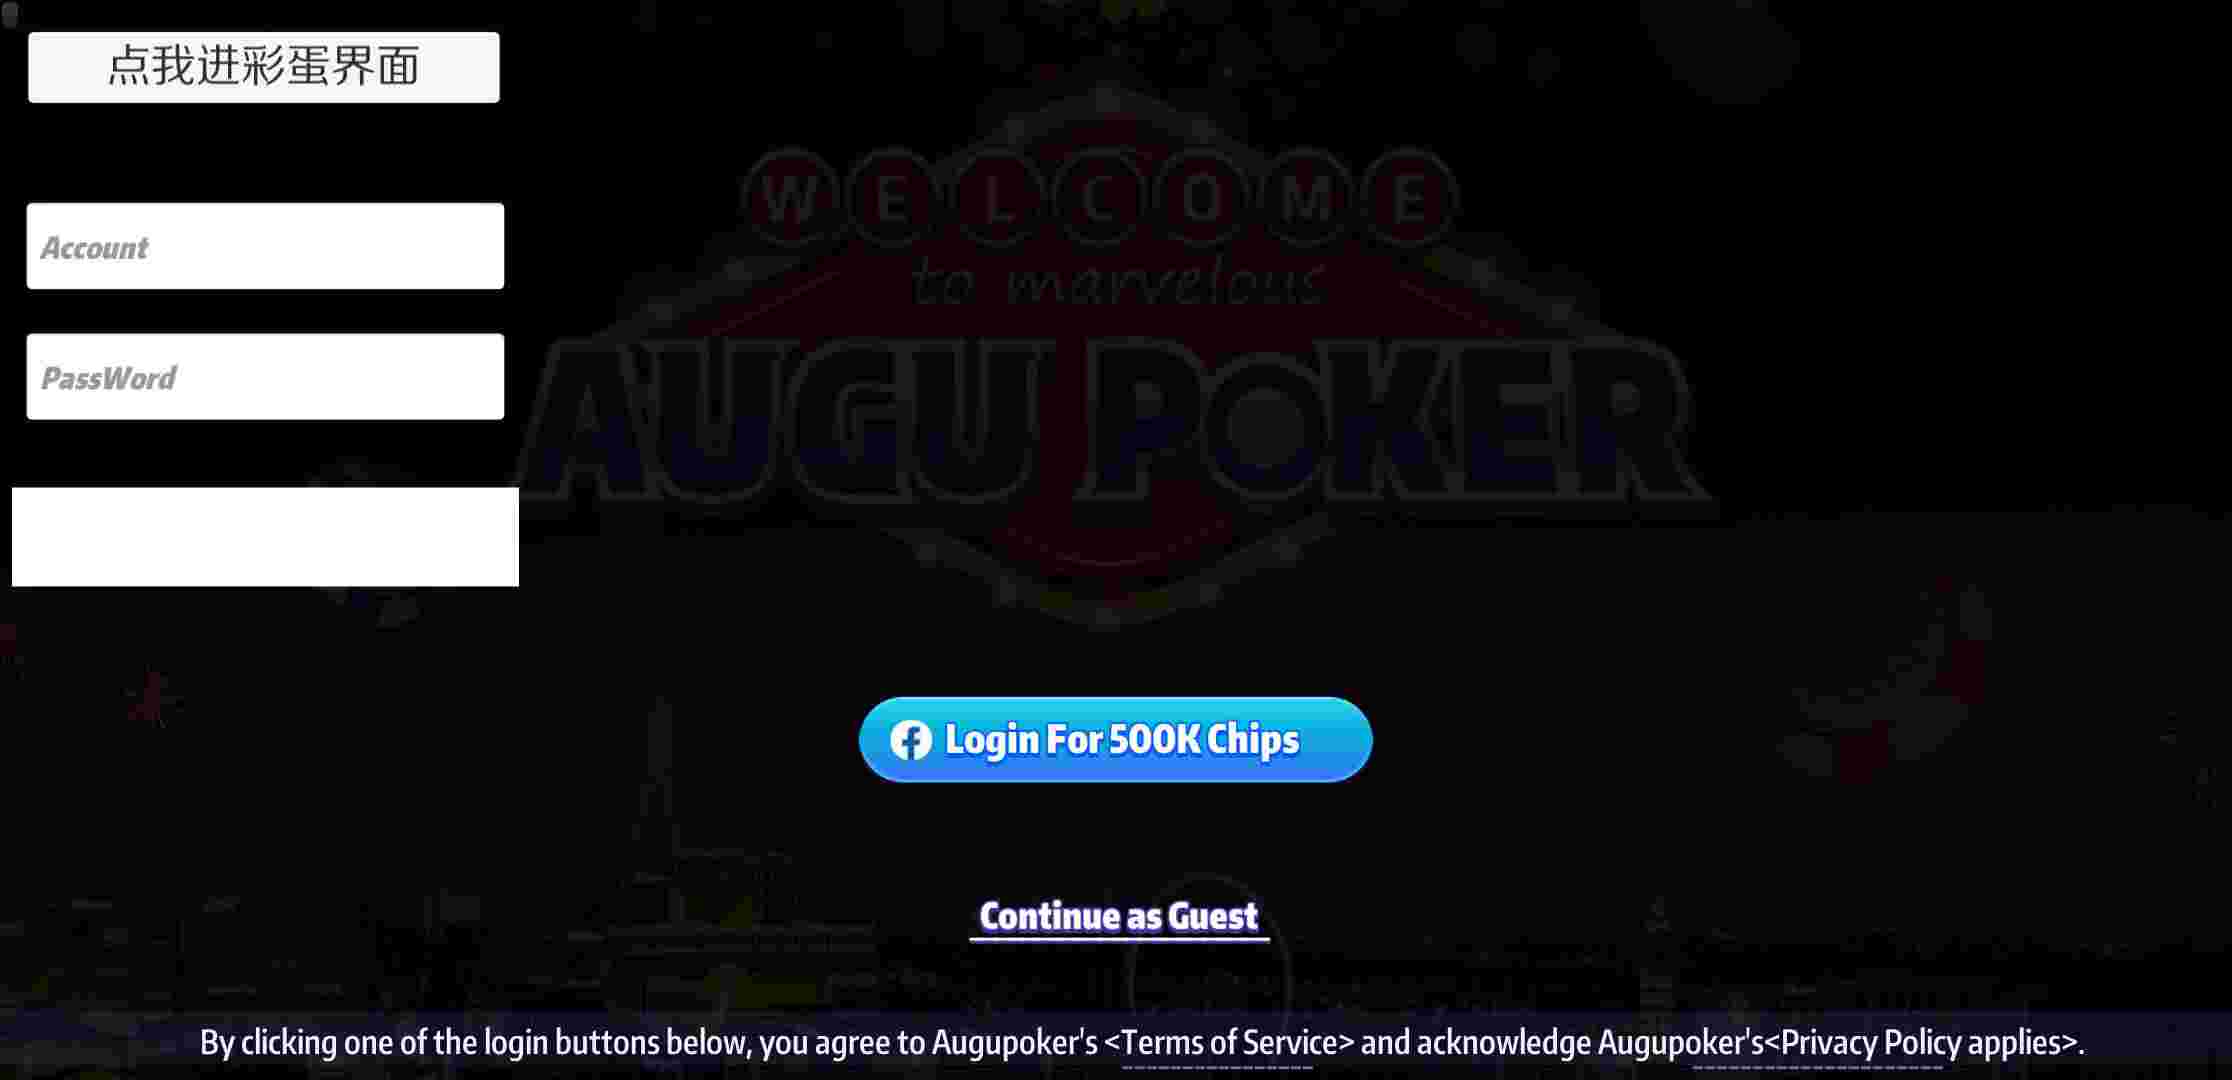 点我进彩蛋界面
WELCOME
to marvelous
AUGU POKER
Account
PassWord
Login For 500K Chips
Continue as Guest
By clicking one of the login buttons below, you agree to Augupoker's <Terms of Service> and acknowledge Augupoker's<Privacy Policy applies>.